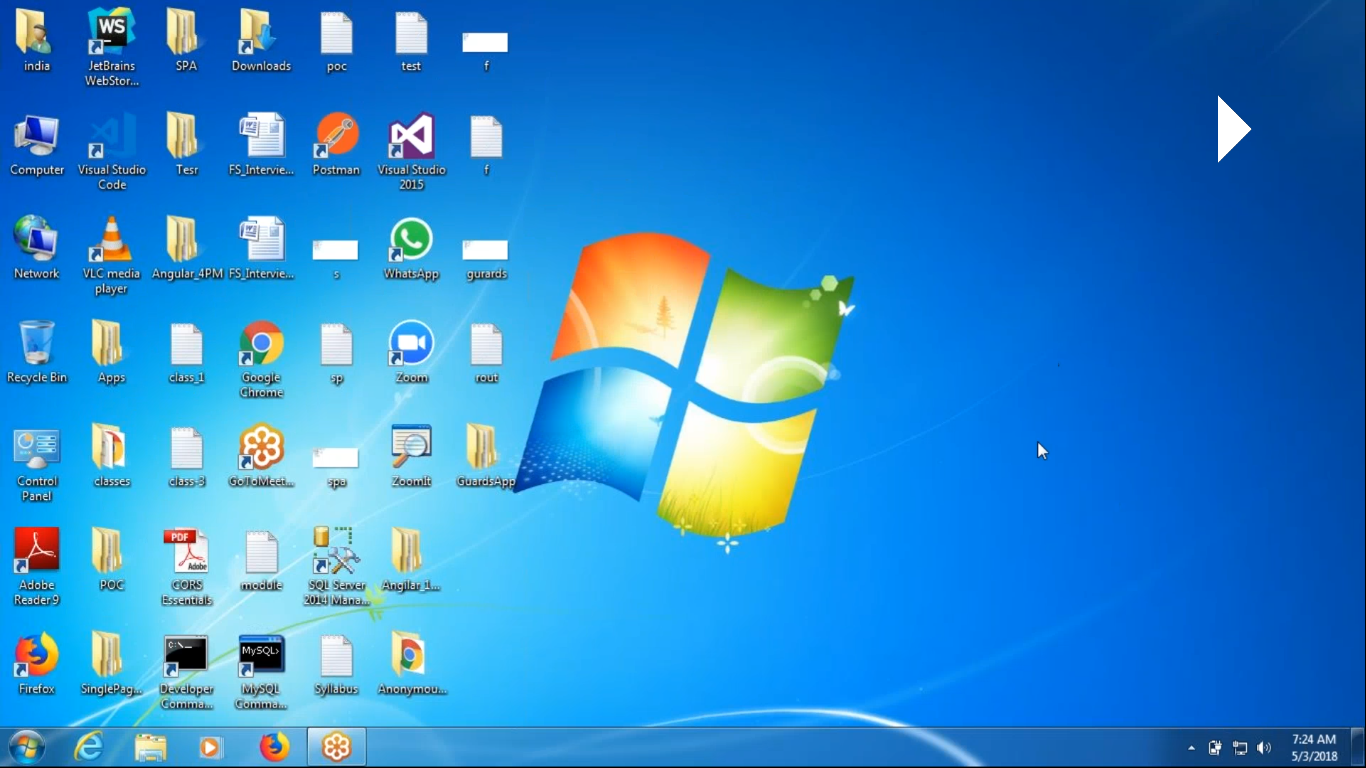 india
JetBrains
WebStor...
SPA
Downloads
poc
test
f
WS
Computer
Visual Studio
Code
Tesr
FS_Intervie...
Postman
Visual Studio
2015
f
Network
VLC media
player
Angular_4PM
FS_Intervie...
s
WhatsApp
gurards
Recycle Bin
Apps
class_1
Google
Chrome
sp
Zoom
rout
Control
Panel
classes
class-3
GoToMeet...
spa
ZoomIt
GuardsApp
Adobe
Reader 9
POC
PDF
Adobe
CORS
Essentials
module
SQL Server
2014 Mana...
Angilar_1...
Firefox
SinglePag...
C:\_
Developer
Comma...
MySQL>
MySQL
Comma...
Syllabus
Anonymou...
7:24 AM
5/3/2018